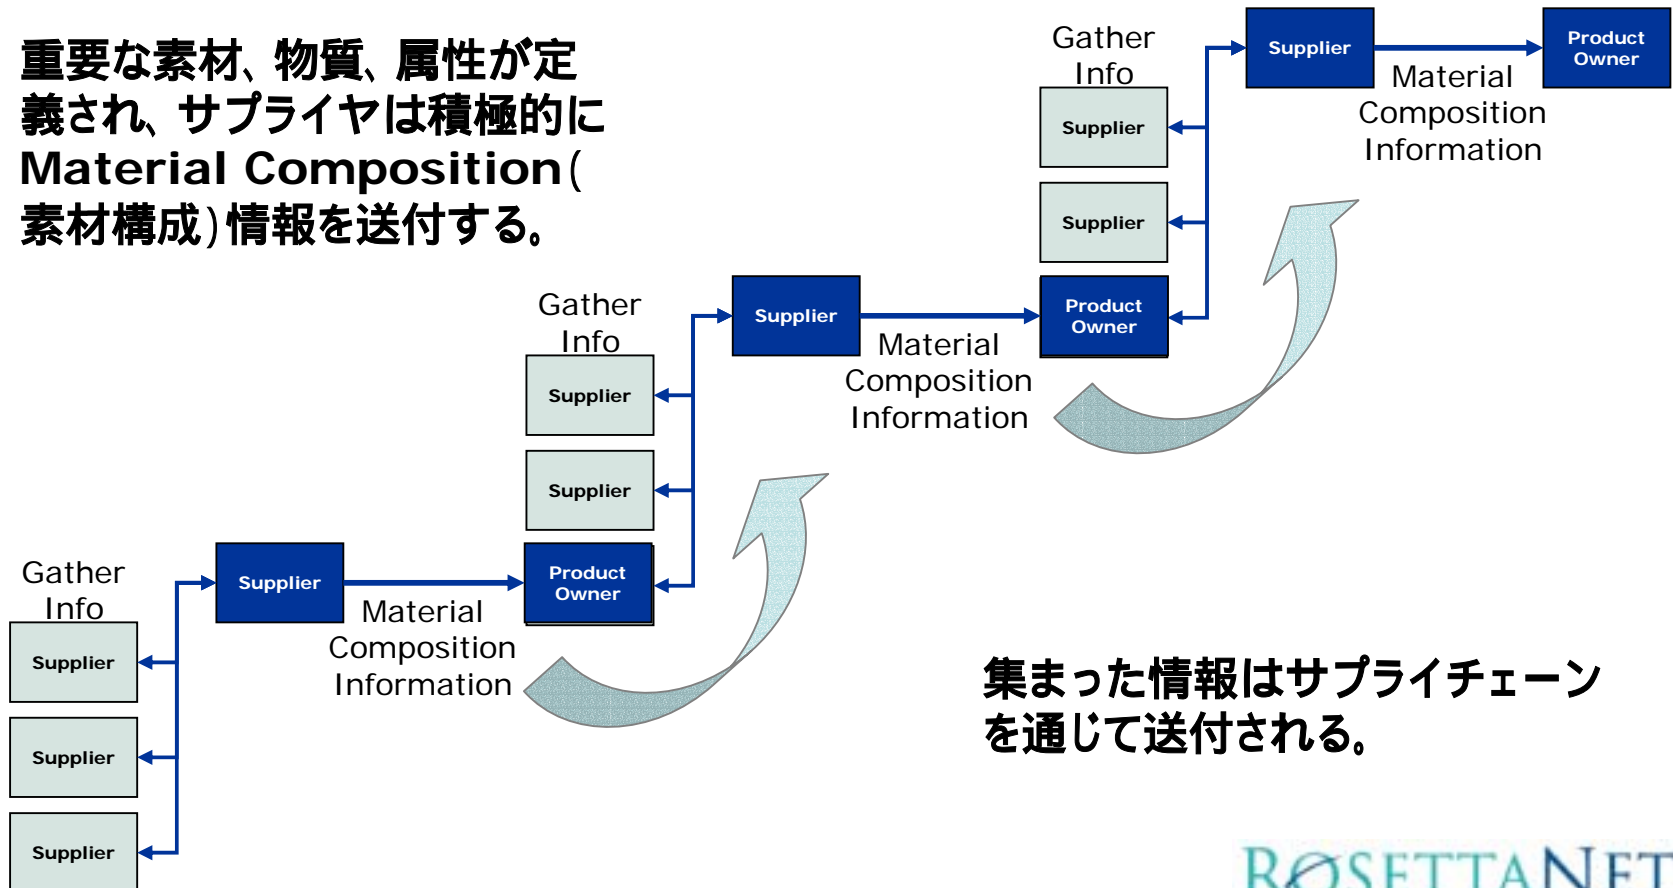 重要な素材、物質、属性が定
義され、サプライヤは積極的に
Material Composition(
素材構成)情報を送付する。
Gather
Info
Supplier
Supplier
Supplier
Product
Owner
Material
Composition
Information
Supplier
Product
Owner
Gather
Info
Supplier
Supplier
Supplier
Material
Composition
Information
Product
Owner
Gather
Info
Supplier
Supplier
Supplier
Supplier
Material
Composition
Information
集まった情報はサプライチェーン
を通じて送付される。
ROSETTANET